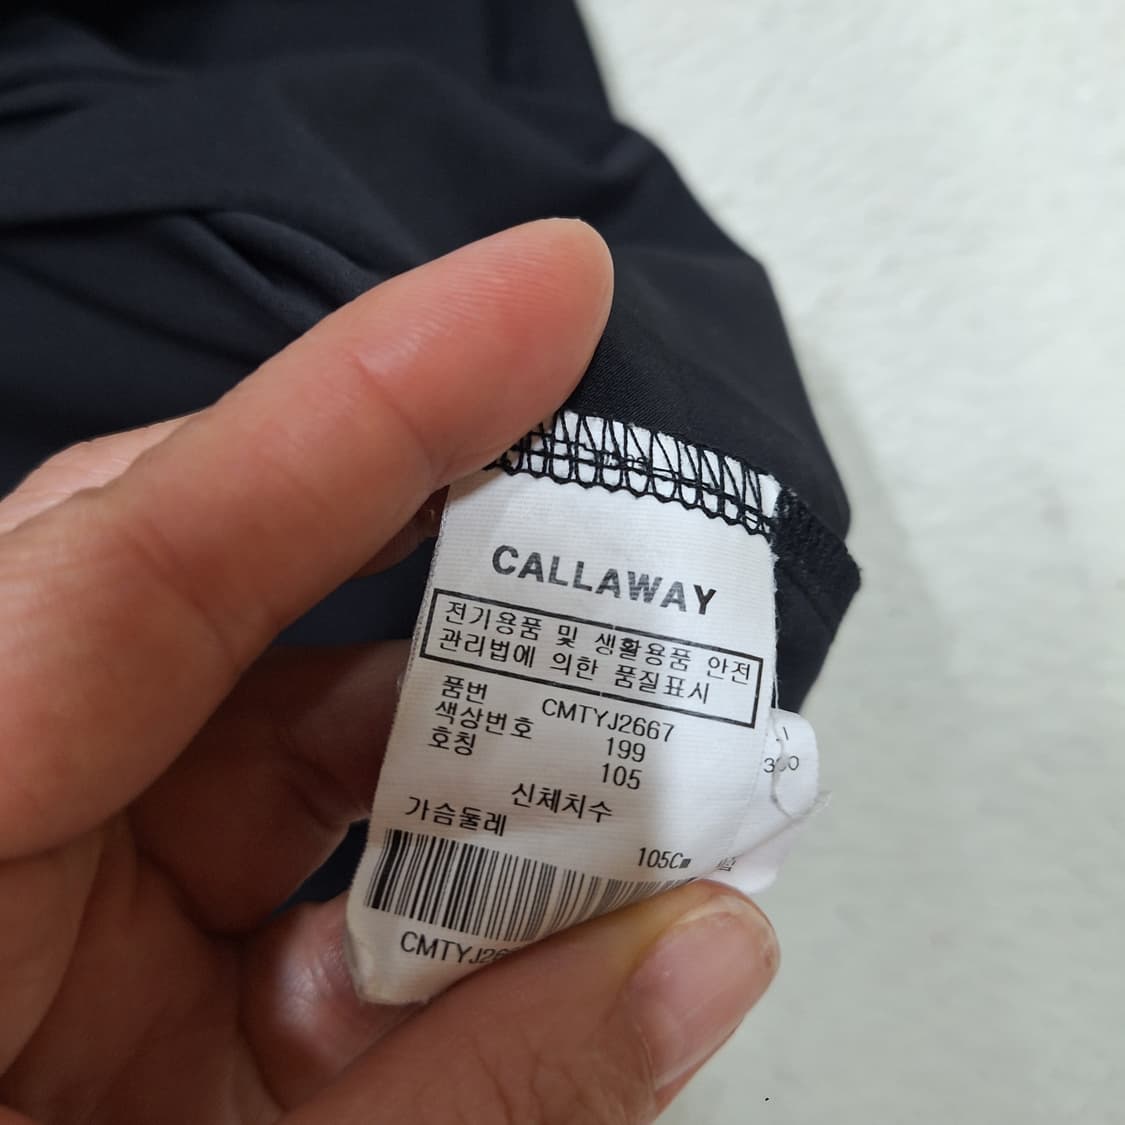 CALLAWAY
전기용품 및 생활용품 안전
관리법에 의한 품질표시
품번 CMTYJ2667
색상번호 199
호칭 105
신체치수
가슴둘레 105Cm